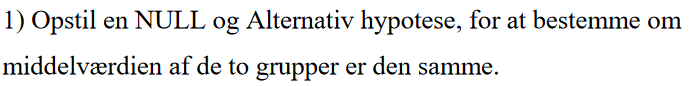 1) Opstil en NULL og Alternativ hypotese, for at bestemme om
middelværdien af de to grupper er den samme.